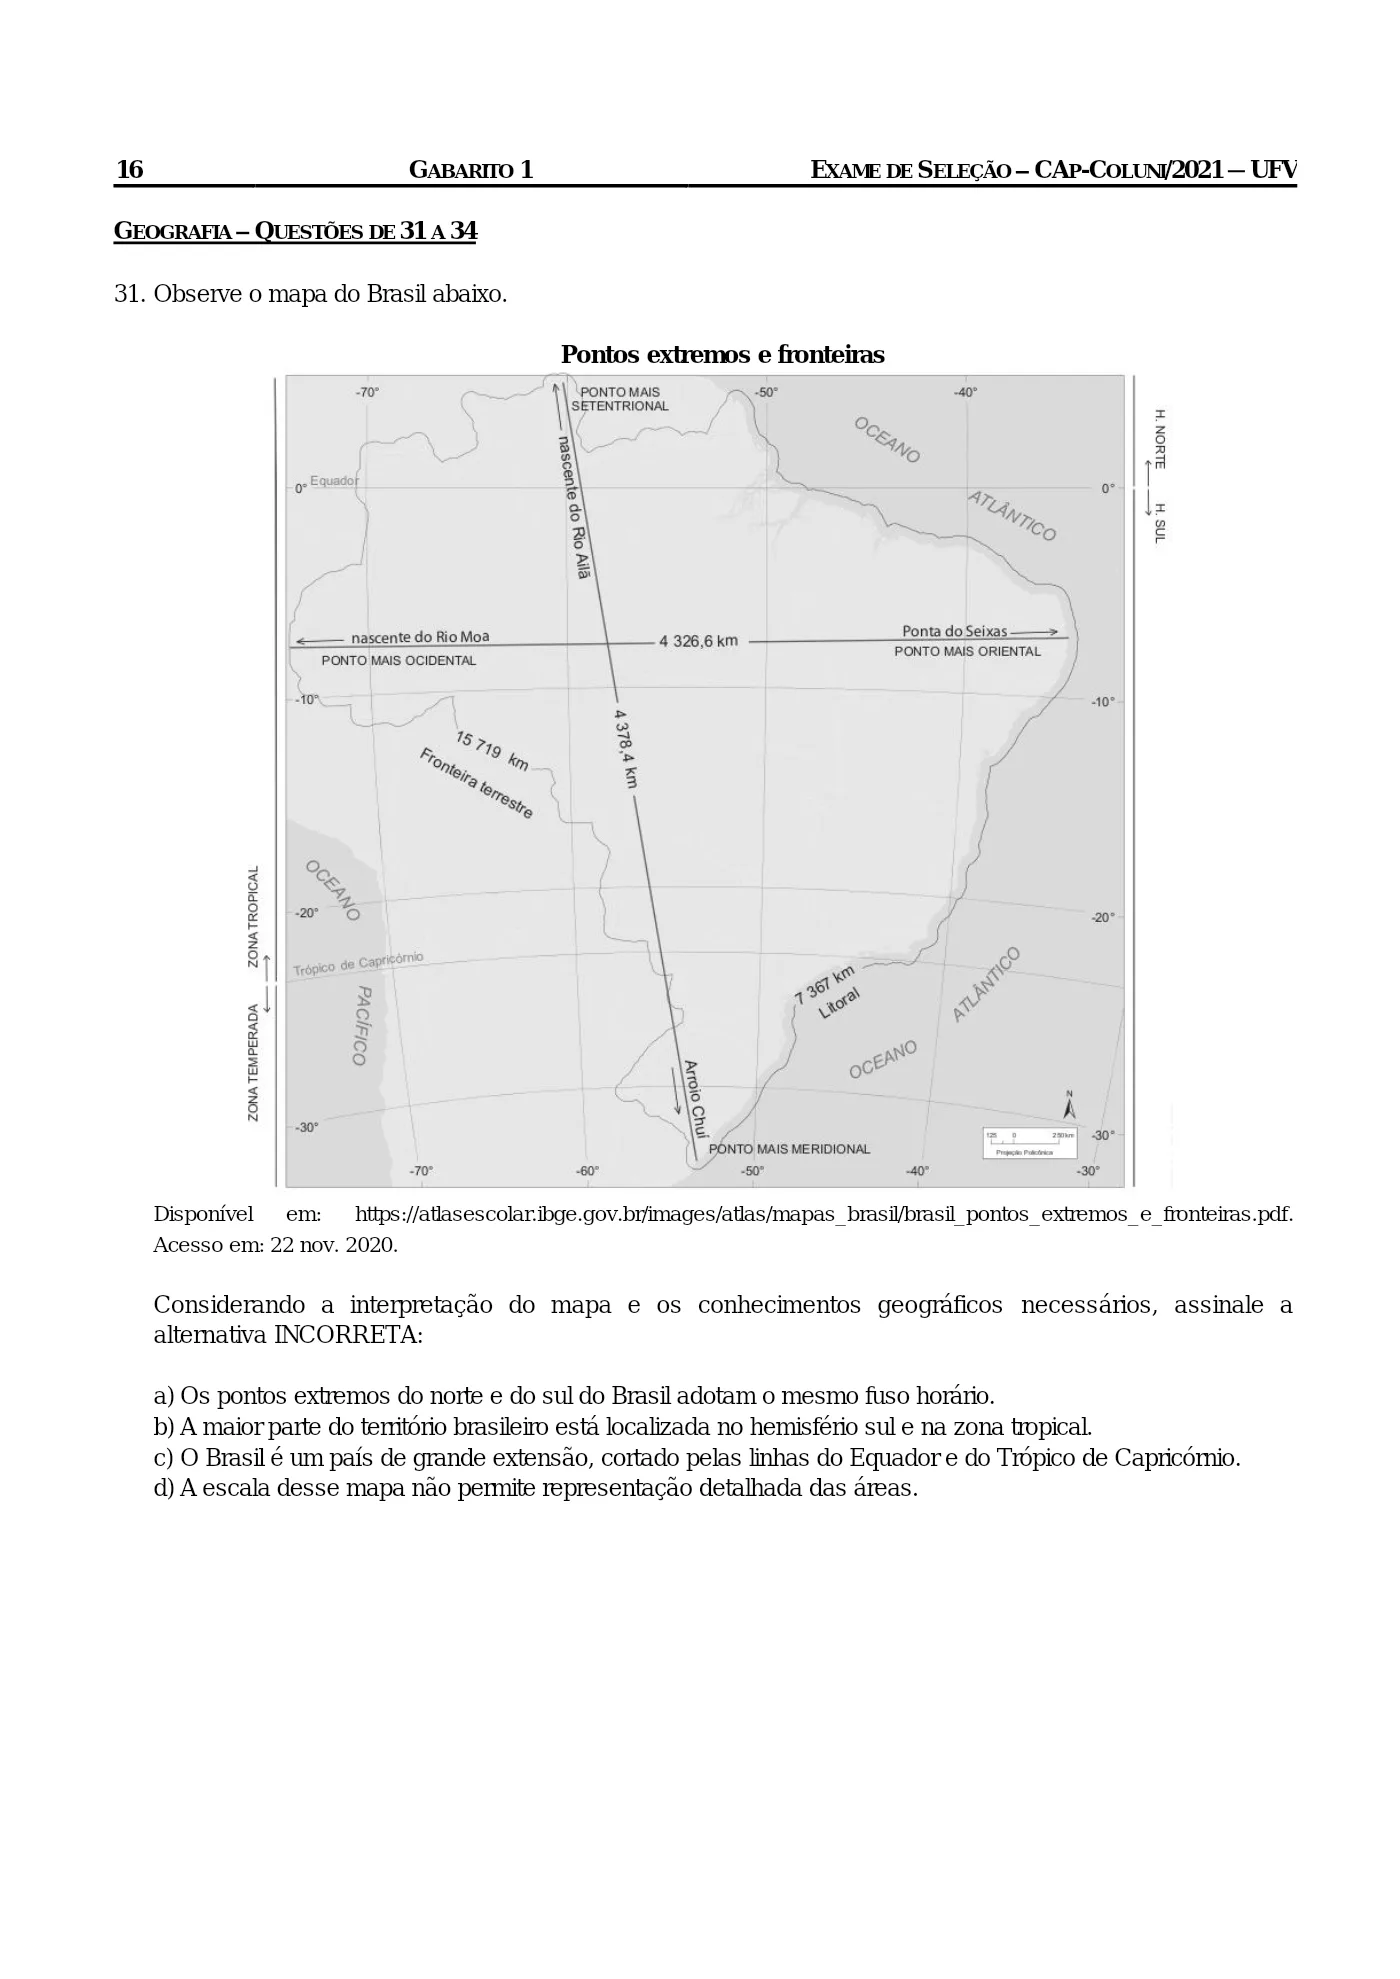 16 GABARITO 1 EXAME DE SELEÇÃO – CAP-COLUNI/2021 — UFV
GEOGRAFIA – QUESTÕES DE 31 A 34
31. Observe o mapa do Brasil abaixo.
Pontos extremos e fronteiras
-70° PONTO MAIS SETENTRIONAL -50° -40°
OCEANO ATLÂNTICO
H. NORTE
H. SUL
nascente do Rio Ailã
0° Equador 0°
nascente do Rio Moa 4 326,6 km Ponta do Seixas
PONTO MAIS OCIDENTAL PONTO MAIS ORIENTAL
-10° -10°
4 378,4 km
15 719 km
Fronteira terrestre
OCEANO PACÍFICO
ZONA TROPICAL
-20° -20°
Trópico de Capricórnio
7 367 km
Litoral
OCEANO ATLÂNTICO
ZONA TEMPERADA
Arroio Chuí
N
-30° 125 0 250 km -30°
Projeção Policônica
PONTO MAIS MERIDIONAL
-70° -60° -50° -40° -30°
Disponível em: https://atlasescolar.ibge.gov.br/images/atlas/mapas_brasil/brasil_pontos_extremos_e_fronteiras.pdf.
Acesso em: 22 nov. 2020.
Considerando a interpretação do mapa e os conhecimentos geográficos necessários, assinale a
alternativa INCORRETA:
a) Os pontos extremos do norte e do sul do Brasil adotam o mesmo fuso horário.
b) A maior parte do território brasileiro está localizada no hemisfério sul e na zona tropical.
c) O Brasil é um país de grande extensão, cortado pelas linhas do Equador e do Trópico de Capricórnio.
d) A escala desse mapa não permite representação detalhada das áreas.